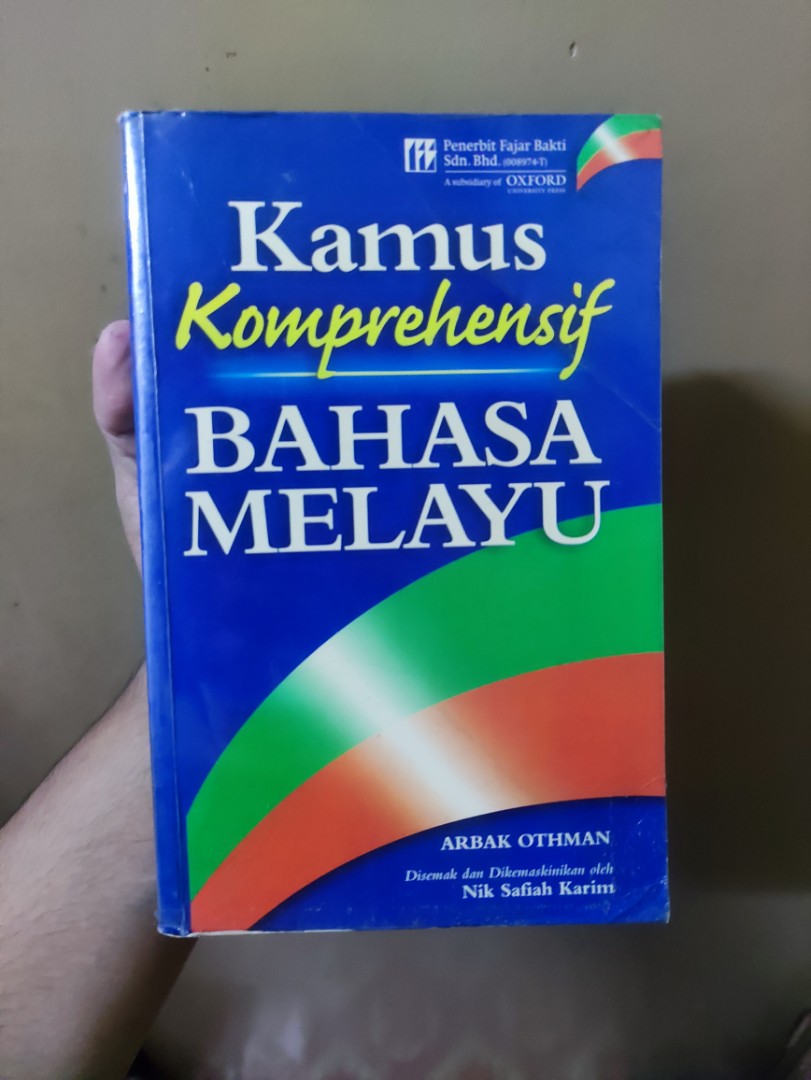 Penerbit Fajar Bakti
Sdn. Bhd. (008974-T)
A subsidiary of OXFORD
UNIVERSITY PRESS
Kamus
Komprehensif
BAHASA
MELAYU
ARBAK OTHMAN
Disemak dan Dikemaskinikan oleh
Nik Safiah Karim